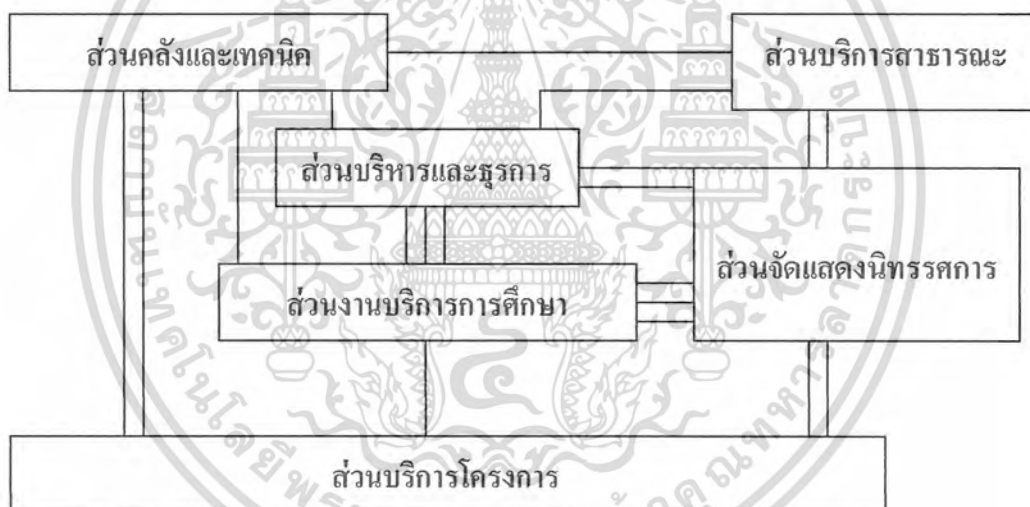 ส่วนคลังและเทคนิค
ส่วนบริการสาธารณะ
ส่วนบริหารและธุรการ
ส่วนจัดแสดงนิทรรศการ
ส่วนงานบริการการศึกษา
ส่วนบริการโครงการ